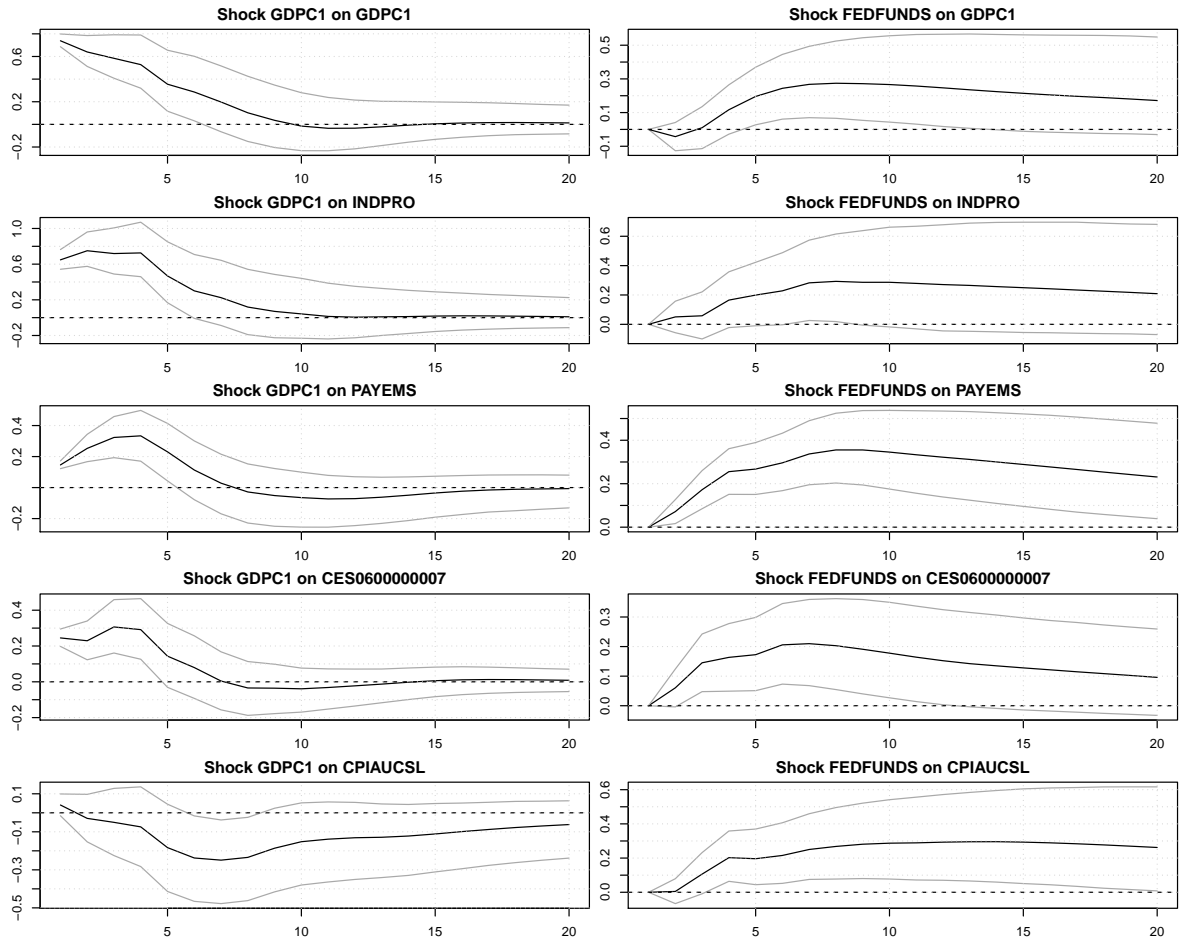 Shock GDPC1 on GDPC1
−0.2 0.2 0.6
5 10 15 20
Shock FEDFUNDS on GDPC1
−0.1 0.1 0.3 0.5
5 10 15 20
Shock GDPC1 on INDPRO
−0.2 0.2 0.6 1.0
5 10 15 20
Shock FEDFUNDS on INDPRO
0.0 0.2 0.4 0.6
5 10 15 20
Shock GDPC1 on PAYEMS
−0.2 0.2 0.4
5 10 15 20
Shock FEDFUNDS on PAYEMS
0.0 0.2 0.4
5 10 15 20
Shock GDPC1 on CES0600000007
−0.2 0.0 0.2 0.4
5 10 15 20
Shock FEDFUNDS on CES0600000007
0.0 0.1 0.2 0.3
5 10 15 20
Shock GDPC1 on CPIAUCSL
−0.5 −0.3 −0.1 0.1
5 10 15 20
Shock FEDFUNDS on CPIAUCSL
0.0 0.2 0.4 0.6
5 10 15 20